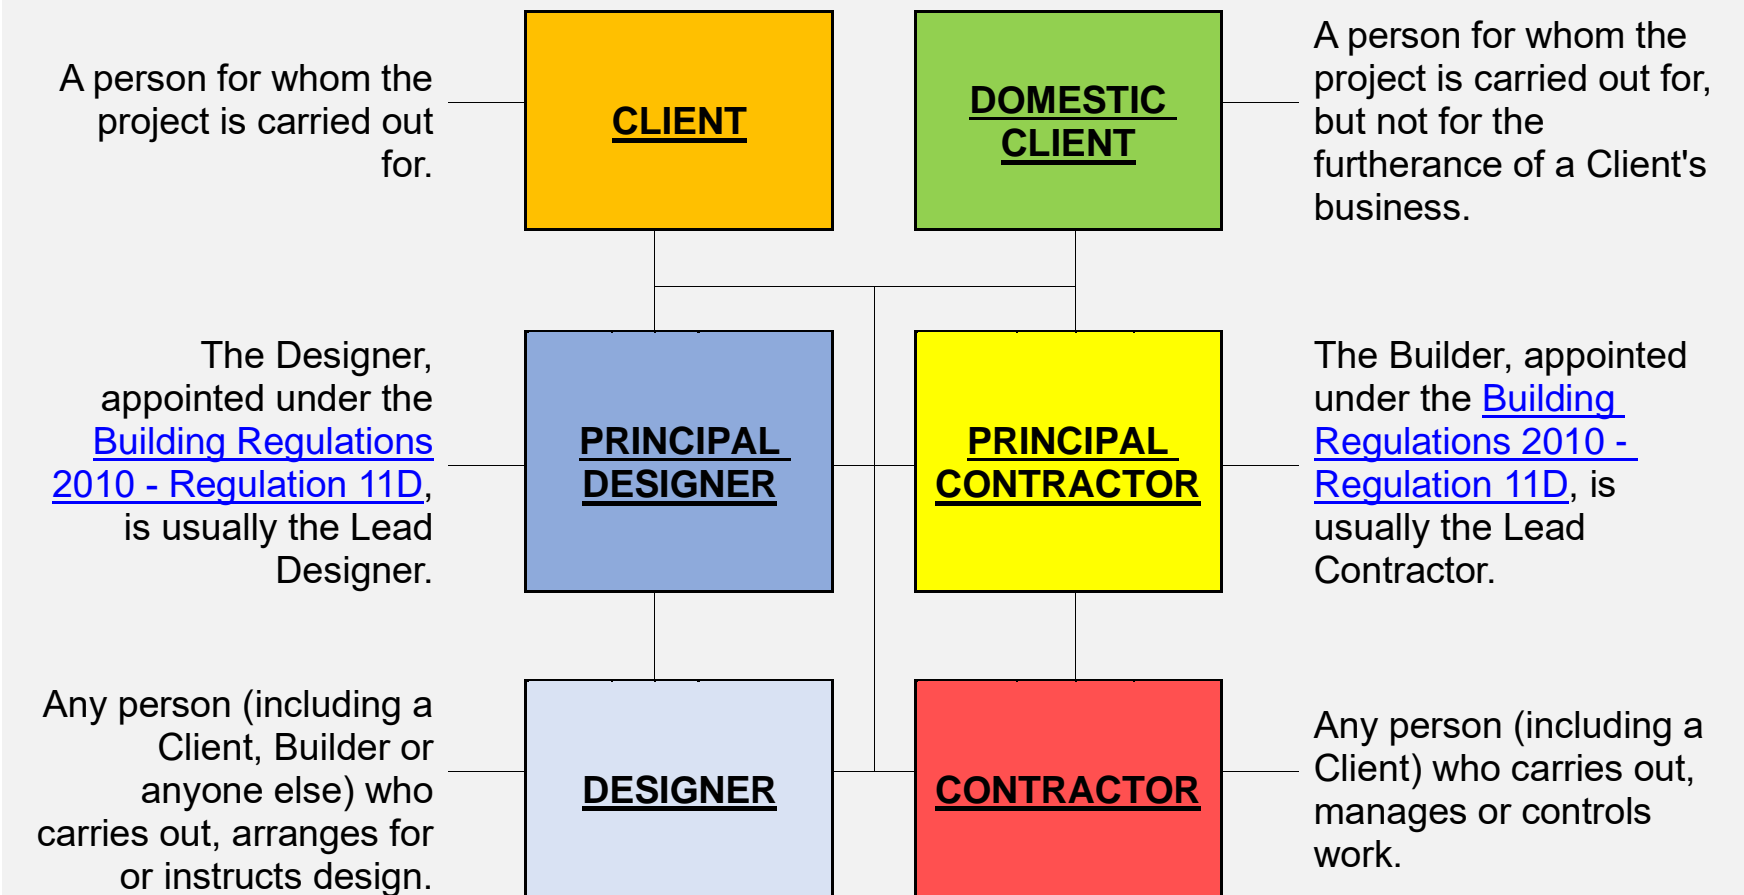 A person for whom the
project is carried out
for.
CLIENT
DOMESTIC
CLIENT
A person for whom the
project is carried out for,
but not for the
furtherance of a Client's
business.
The Designer,
appointed under the
Building Regulations
2010 - Regulation 11D,
is usually the Lead
Designer.
PRINCIPAL
DESIGNER
PRINCIPAL
CONTRACTOR
The Builder, appointed
under the Building
Regulations 2010 -
Regulation 11D, is
usually the Lead
Contractor.
Any person (including a
Client, Builder or
anyone else) who
carries out, arranges for
or instructs design.
DESIGNER
CONTRACTOR
Any person (including a
Client) who carries out,
manages or controls
work.